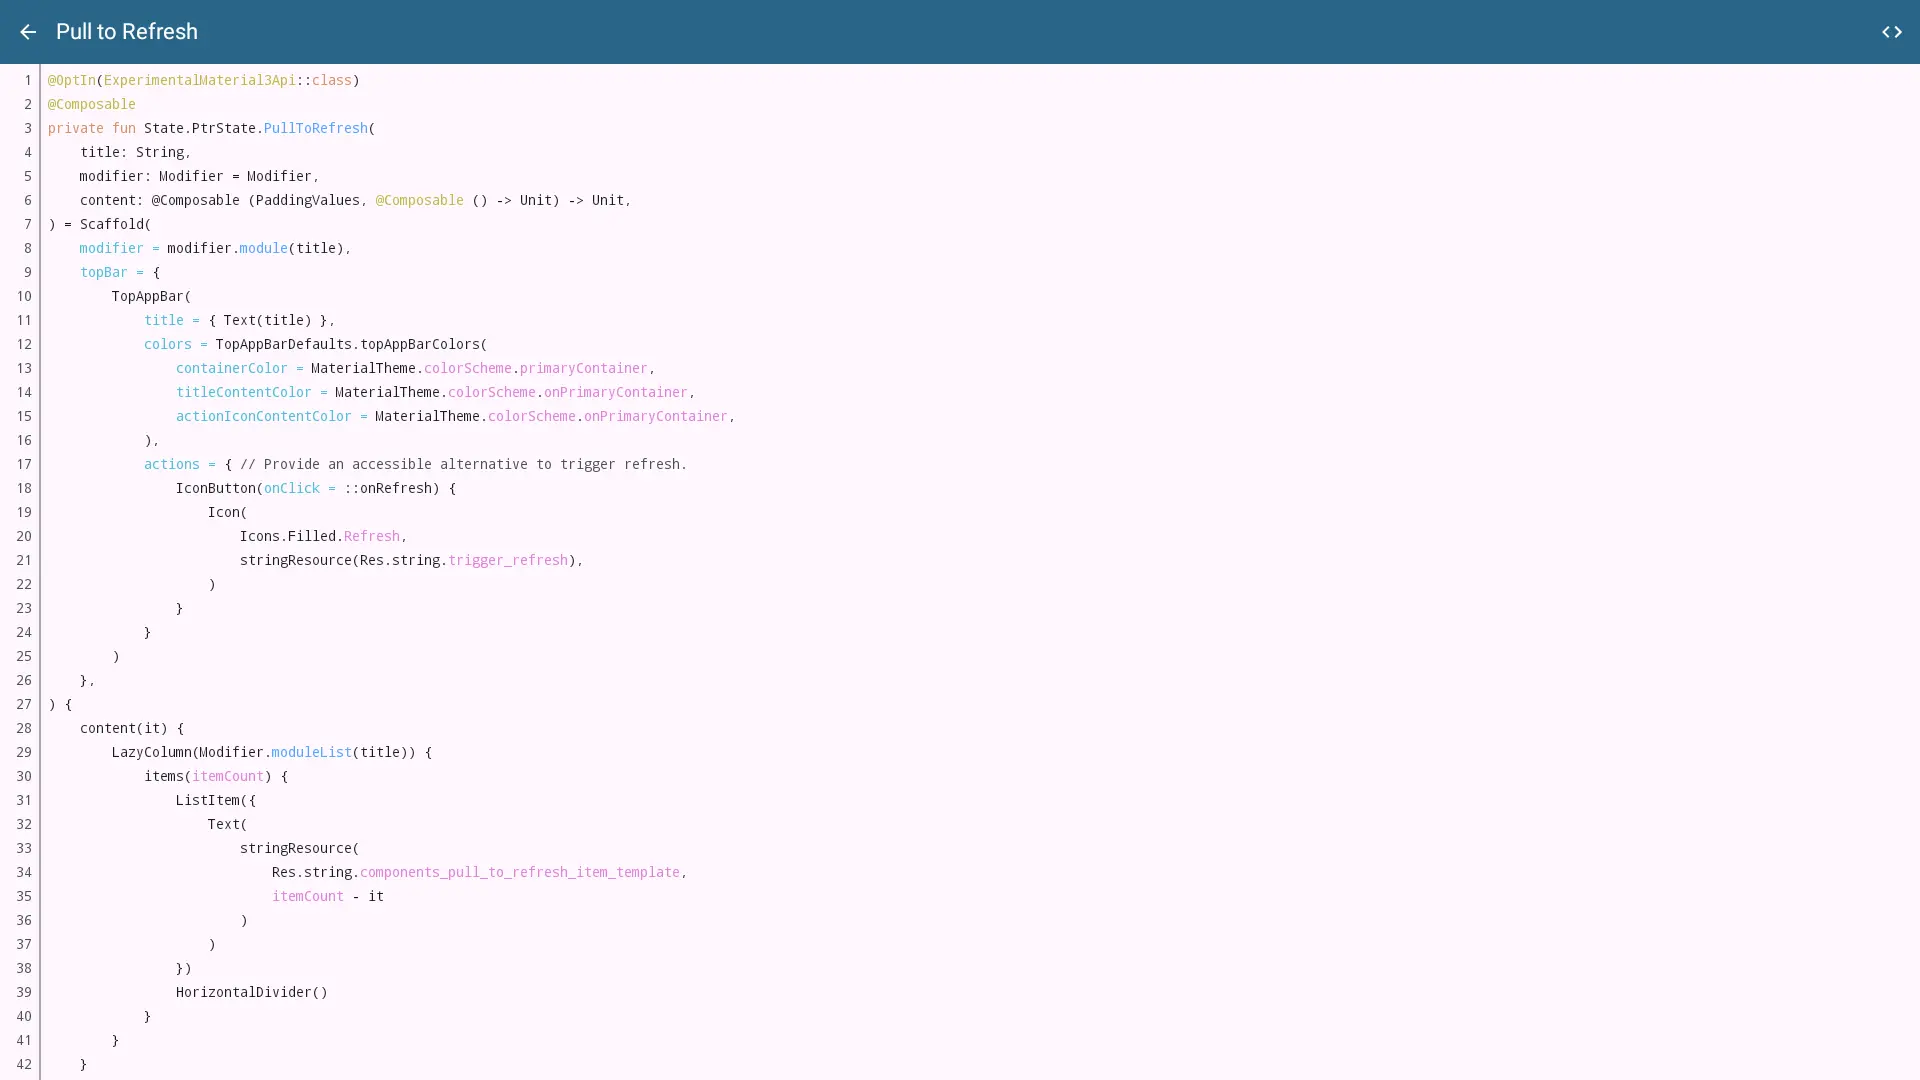 Pull to Refresh
1 @OptIn(ExperimentalMaterial3Api::class)
2 @Composable
3 private fun State.PtrState.PullToRefresh(
4     title: String,
5     modifier: Modifier = Modifier,
6     content: @Composable (PaddingValues, @Composable () -> Unit) -> Unit,
7 ) = Scaffold(
8     modifier = modifier.module(title),
9     topBar = {
10         TopAppBar(
11             title = { Text(title) },
12             colors = TopAppBarDefaults.topAppBarColors(
13                 containerColor = MaterialTheme.colorScheme.primaryContainer,
14                 titleContentColor = MaterialTheme.colorScheme.onPrimaryContainer,
15                 actionIconContentColor = MaterialTheme.colorScheme.onPrimaryContainer,
16             ),
17             actions = { // Provide an accessible alternative to trigger refresh.
18                 IconButton(onClick = ::onRefresh) {
19                     Icon(
20                         Icons.Filled.Refresh,
21                         stringResource(Res.string.trigger_refresh),
22                     )
23                 }
24             }
25         )
26     },
27 ) {
28     content(it) {
29         LazyColumn(Modifier.moduleList(title)) {
30             items(itemCount) {
31                 ListItem({
32                     Text(
33                         stringResource(
34                             Res.string.components_pull_to_refresh_item_template,
35                             itemCount - it
36                         )
37                     )
38                 })
39                 HorizontalDivider()
40             }
41         }
42     }